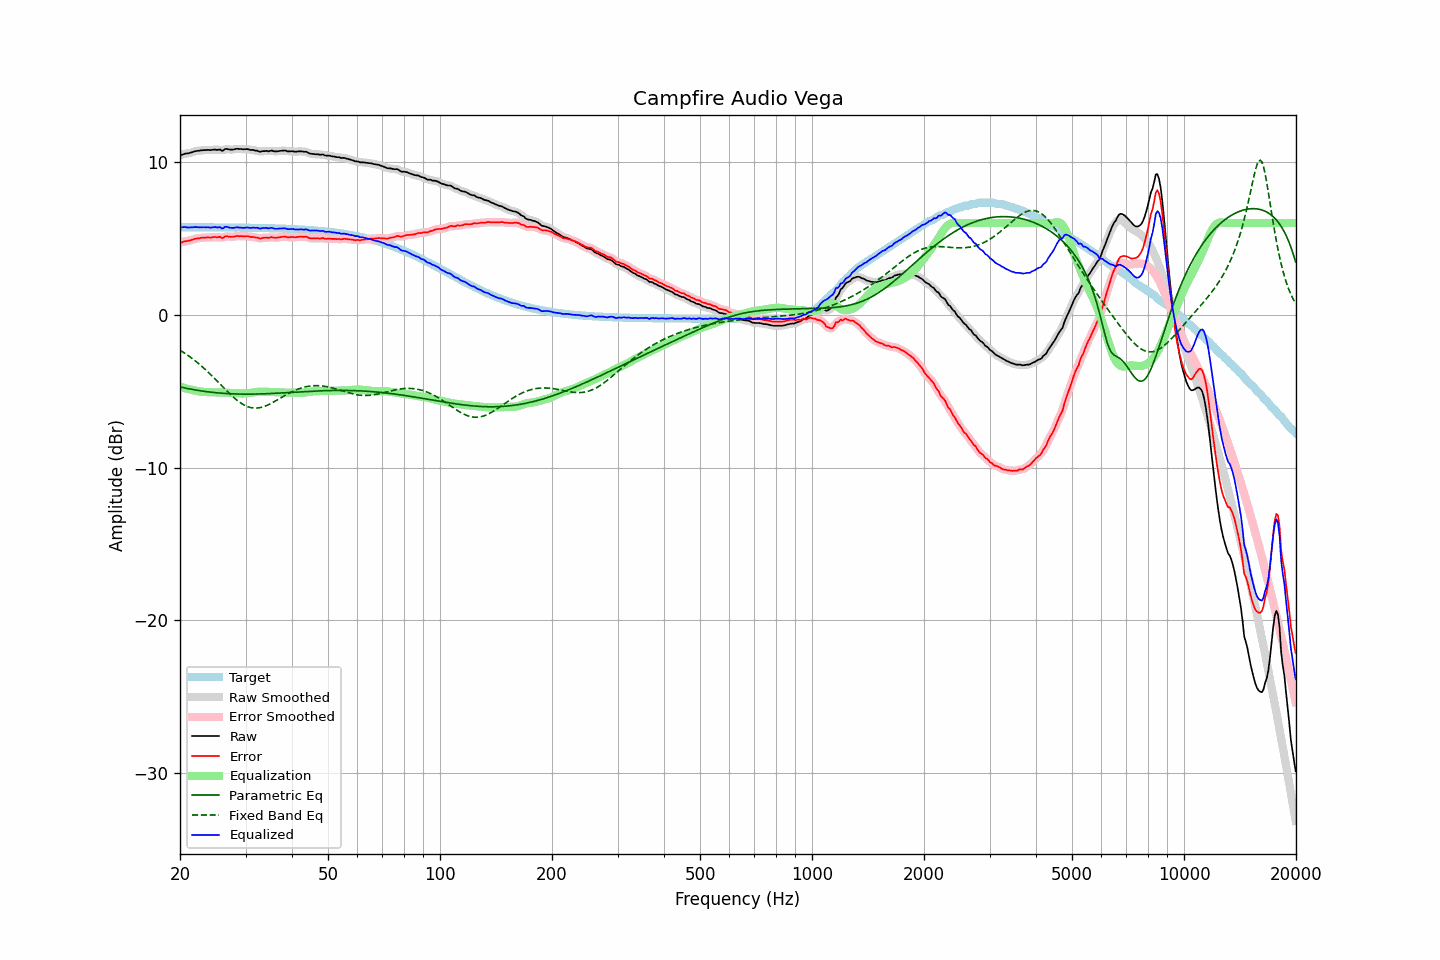 Campfire Audio Vega
Amplitude (dBr)
10
0
−10
−20
−30
Target
Raw Smoothed
Error Smoothed
Raw
Error
Equalization
Parametric Eq
Fixed Band Eq
Equalized
20 50 100 200 500 1000 2000 5000 10000 20000
Frequency (Hz)